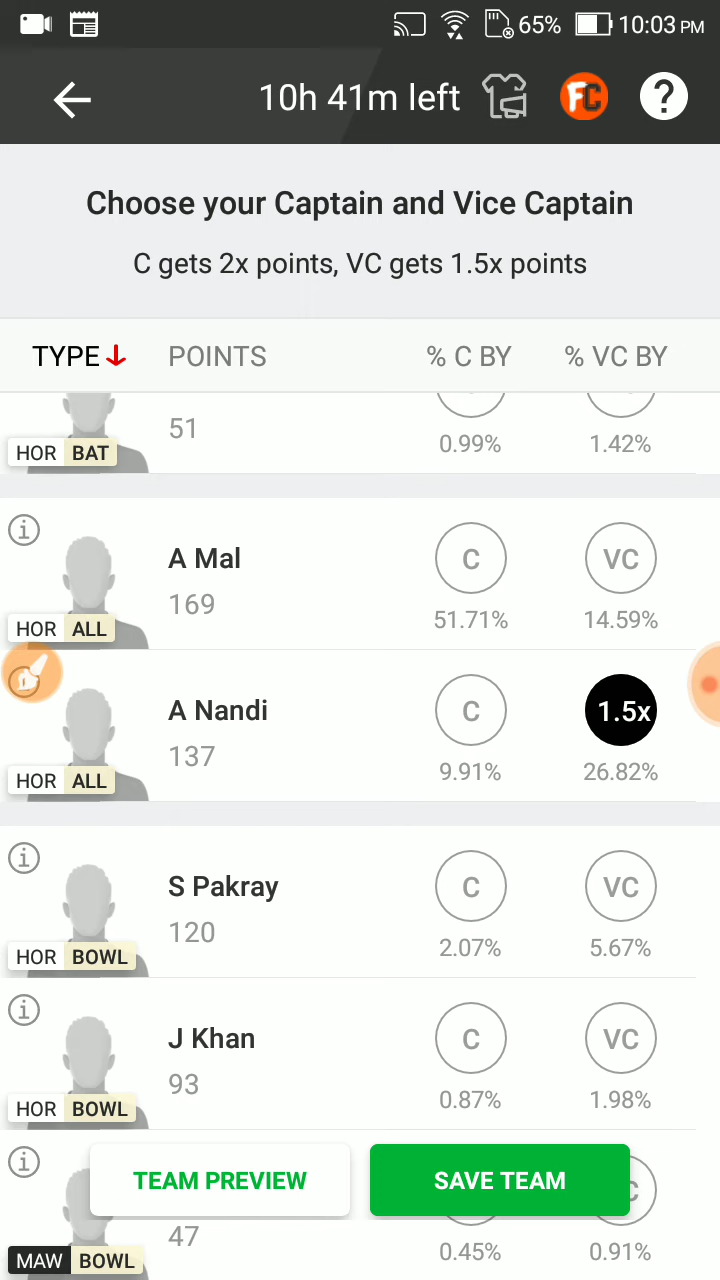 65% 10:03 PM
10h 41m left FC ?
Choose your Captain and Vice Captain
C gets 2x points, VC gets 1.5x points
TYPE POINTS % C BY % VC BY
51
HOR BAT 0.99% 1.42%
A Mal C VC
169
HOR ALL 51.71% 14.59%
A Nandi C 1.5x
137
HOR ALL 9.91% 26.82%
S Pakray C VC
120
HOR BOWL 2.07% 5.67%
J Khan C VC
93
HOR BOWL 0.87% 1.98%
TEAM PREVIEW SAVE TEAM
47
MAW BOWL 0.45% 0.91%